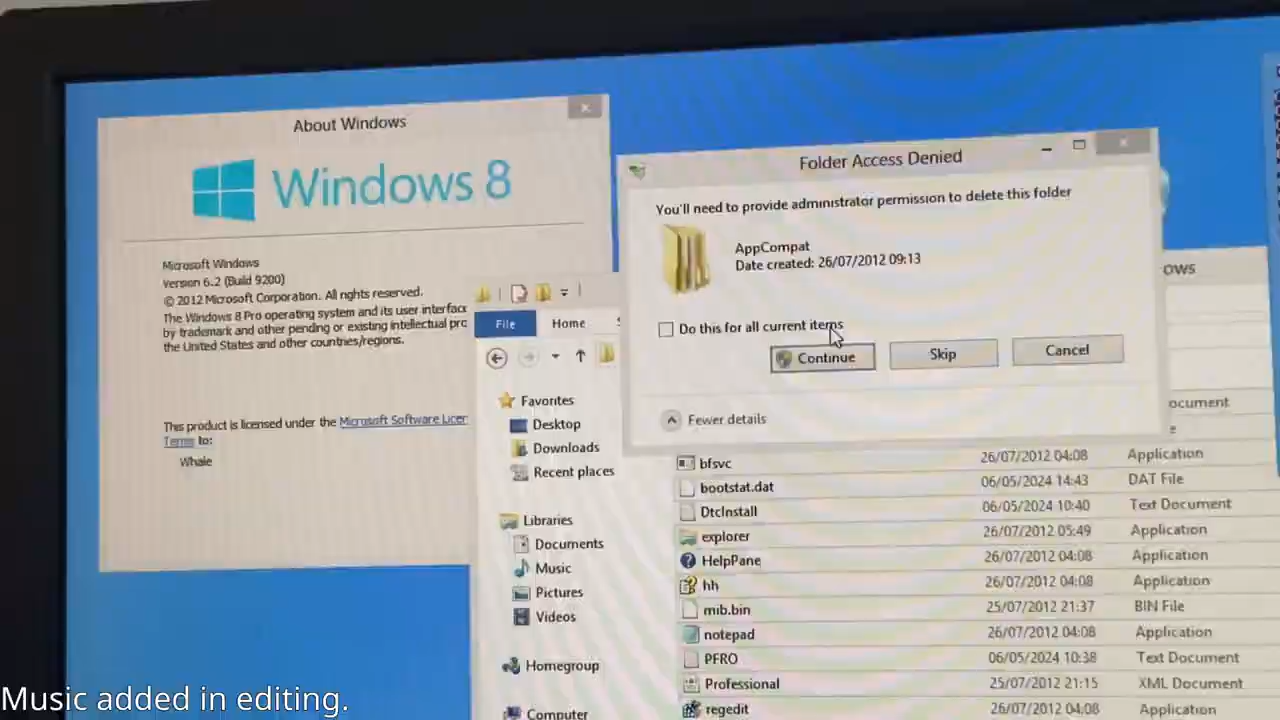 About Windows
Windows 8
Microsoft Windows
Version 6.2 (Build 9200)
© 2012 Microsoft Corporation. All rights reserved.
The Windows 8 Pro operating system and its user interfac
by trademark and other pending or existing intellectual pro
the United States and other countries/regions.
This product is licensed under the Microsoft Software Licen
Terms to:
Whale
Folder Access Denied
You'll need to provide administrator permission to delete this folder
AppCompat
Date created: 26/07/2012 09:13
Do this for all current items
Continue
Skip
Cancel
Fewer details
File
Home
ows
ocument
Favorites
Desktop
Downloads
Recent places
Libraries
Documents
Music
Pictures
Videos
Homegroup
Computer
bfsvc 26/07/2012 04:08 Application
bootstat.dat 06/05/2024 14:43 DAT File
DtcInstall 06/05/2024 10:40 Text Document
explorer 26/07/2012 05:49 Application
HelpPane 26/07/2012 04:08 Application
hh 26/07/2012 04:08 Application
mib.bin 25/07/2012 21:37 BIN File
notepad 26/07/2012 04:08 Application
PFRO 06/05/2024 10:38 Text Document
Professional 25/07/2012 21:15 XML Document
regedit 26/07/2012 04:08 Application
Music added in editing.